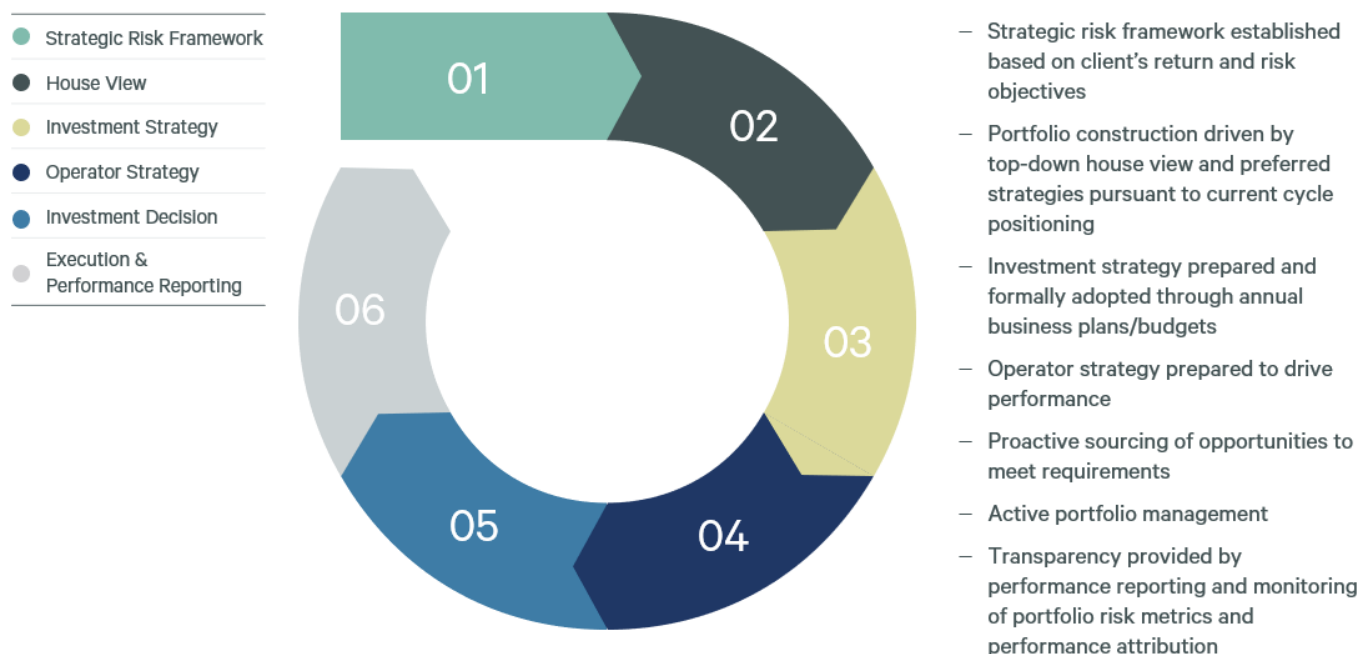 Strategic Risk Framework
House View
Investment Strategy
Operator Strategy
Investment Decision
Execution &
Performance Reporting
01
02
03
04
05
06
– Strategic risk framework established
based on client’s return and risk
objectives
– Portfolio construction driven by
top-down house view and preferred
strategies pursuant to current cycle
positioning
– Investment strategy prepared and
formally adopted through annual
business plans/budgets
– Operator strategy prepared to drive
performance
– Proactive sourcing of opportunities to
meet requirements
– Active portfolio management
– Transparency provided by
performance reporting and monitoring
of portfolio risk metrics and
performance attribution